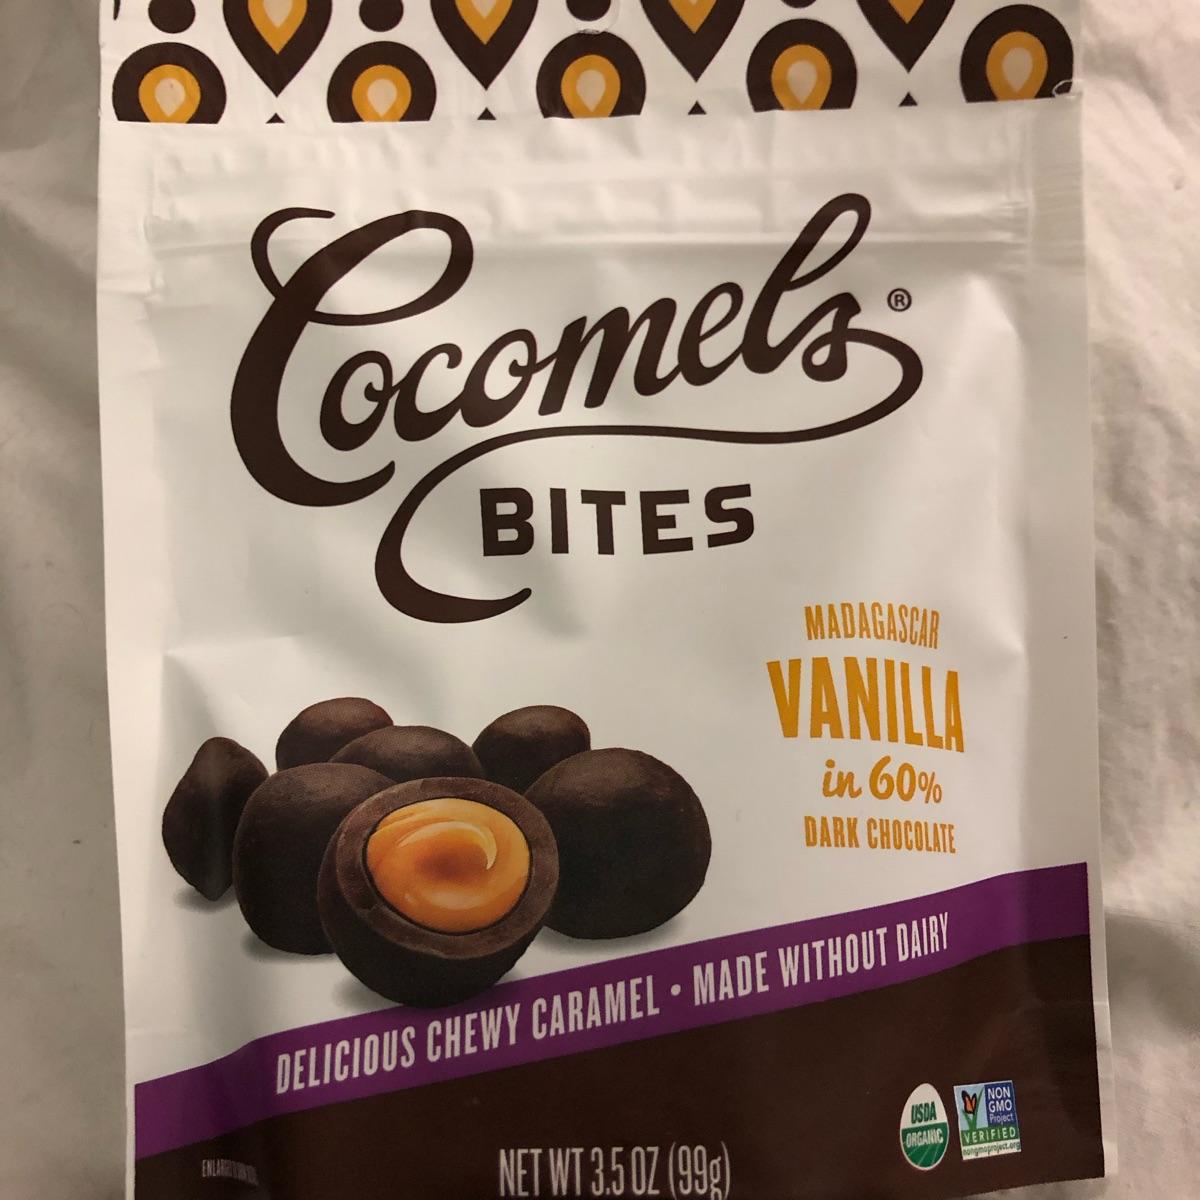 Cocomels®
BITES
MADAGASCAR
VANILLA
in 60%
DARK CHOCOLATE
DELICIOUS CHEWY CARAMEL • MADE WITHOUT DAIRY
USDA
ORGANIC
NON
GMO
Project
VERIFIED
nongmoproject.org
NET WT 3.5 OZ (99g)